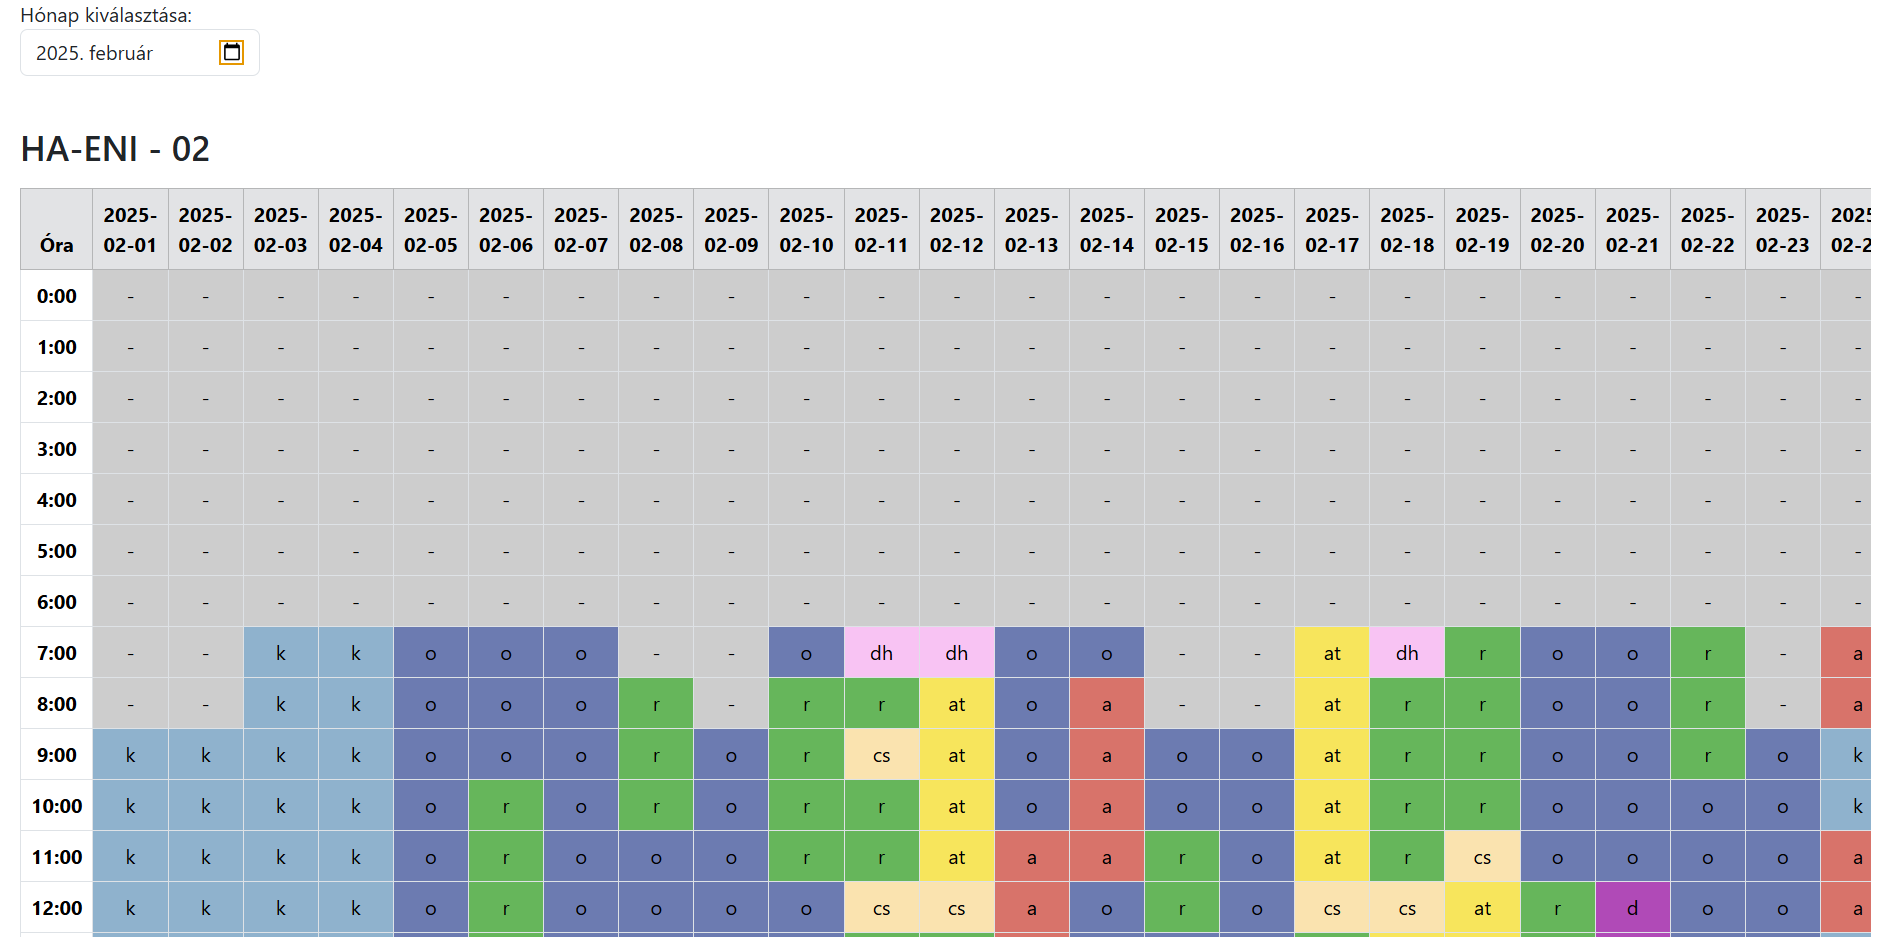 Hónap kiválasztása:
2025. február
HA-ENI - 02
Óra 2025-02-01 2025-02-02 2025-02-03 2025-02-04 2025-02-05 2025-02-06 2025-02-07 2025-02-08 2025-02-09 2025-02-10 2025-02-11 2025-02-12 2025-02-13 2025-02-14 2025-02-15 2025-02-16 2025-02-17 2025-02-18 2025-02-19 2025-02-20 2025-02-21 2025-02-22 2025-02-23 2025 02-2
0:00 - - - - - - - - - - - - - - - - - - - - - - - -
1:00 - - - - - - - - - - - - - - - - - - - - - - - -
2:00 - - - - - - - - - - - - - - - - - - - - - - - -
3:00 - - - - - - - - - - - - - - - - - - - - - - - -
4:00 - - - - - - - - - - - - - - - - - - - - - - - -
5:00 - - - - - - - - - - - - - - - - - - - - - - - -
6:00 - - - - - - - - - - - - - - - - - - - - - - - -
7:00 - - k k o o o - - o dh dh o o - - at dh r o o r - a
8:00 - - k k o o o r - r r at o a - - at r r o o r - a
9:00 k k k k o o o r o r cs at o a o o at r r o o r o k
10:00 k k k k o r o r o r r at o a o o at r r o o o o k
11:00 k k k k o r o o o r r at a a r o at r cs o o o o a
12:00 k k k k o r o o o o cs cs a o r o cs cs at r d o o a